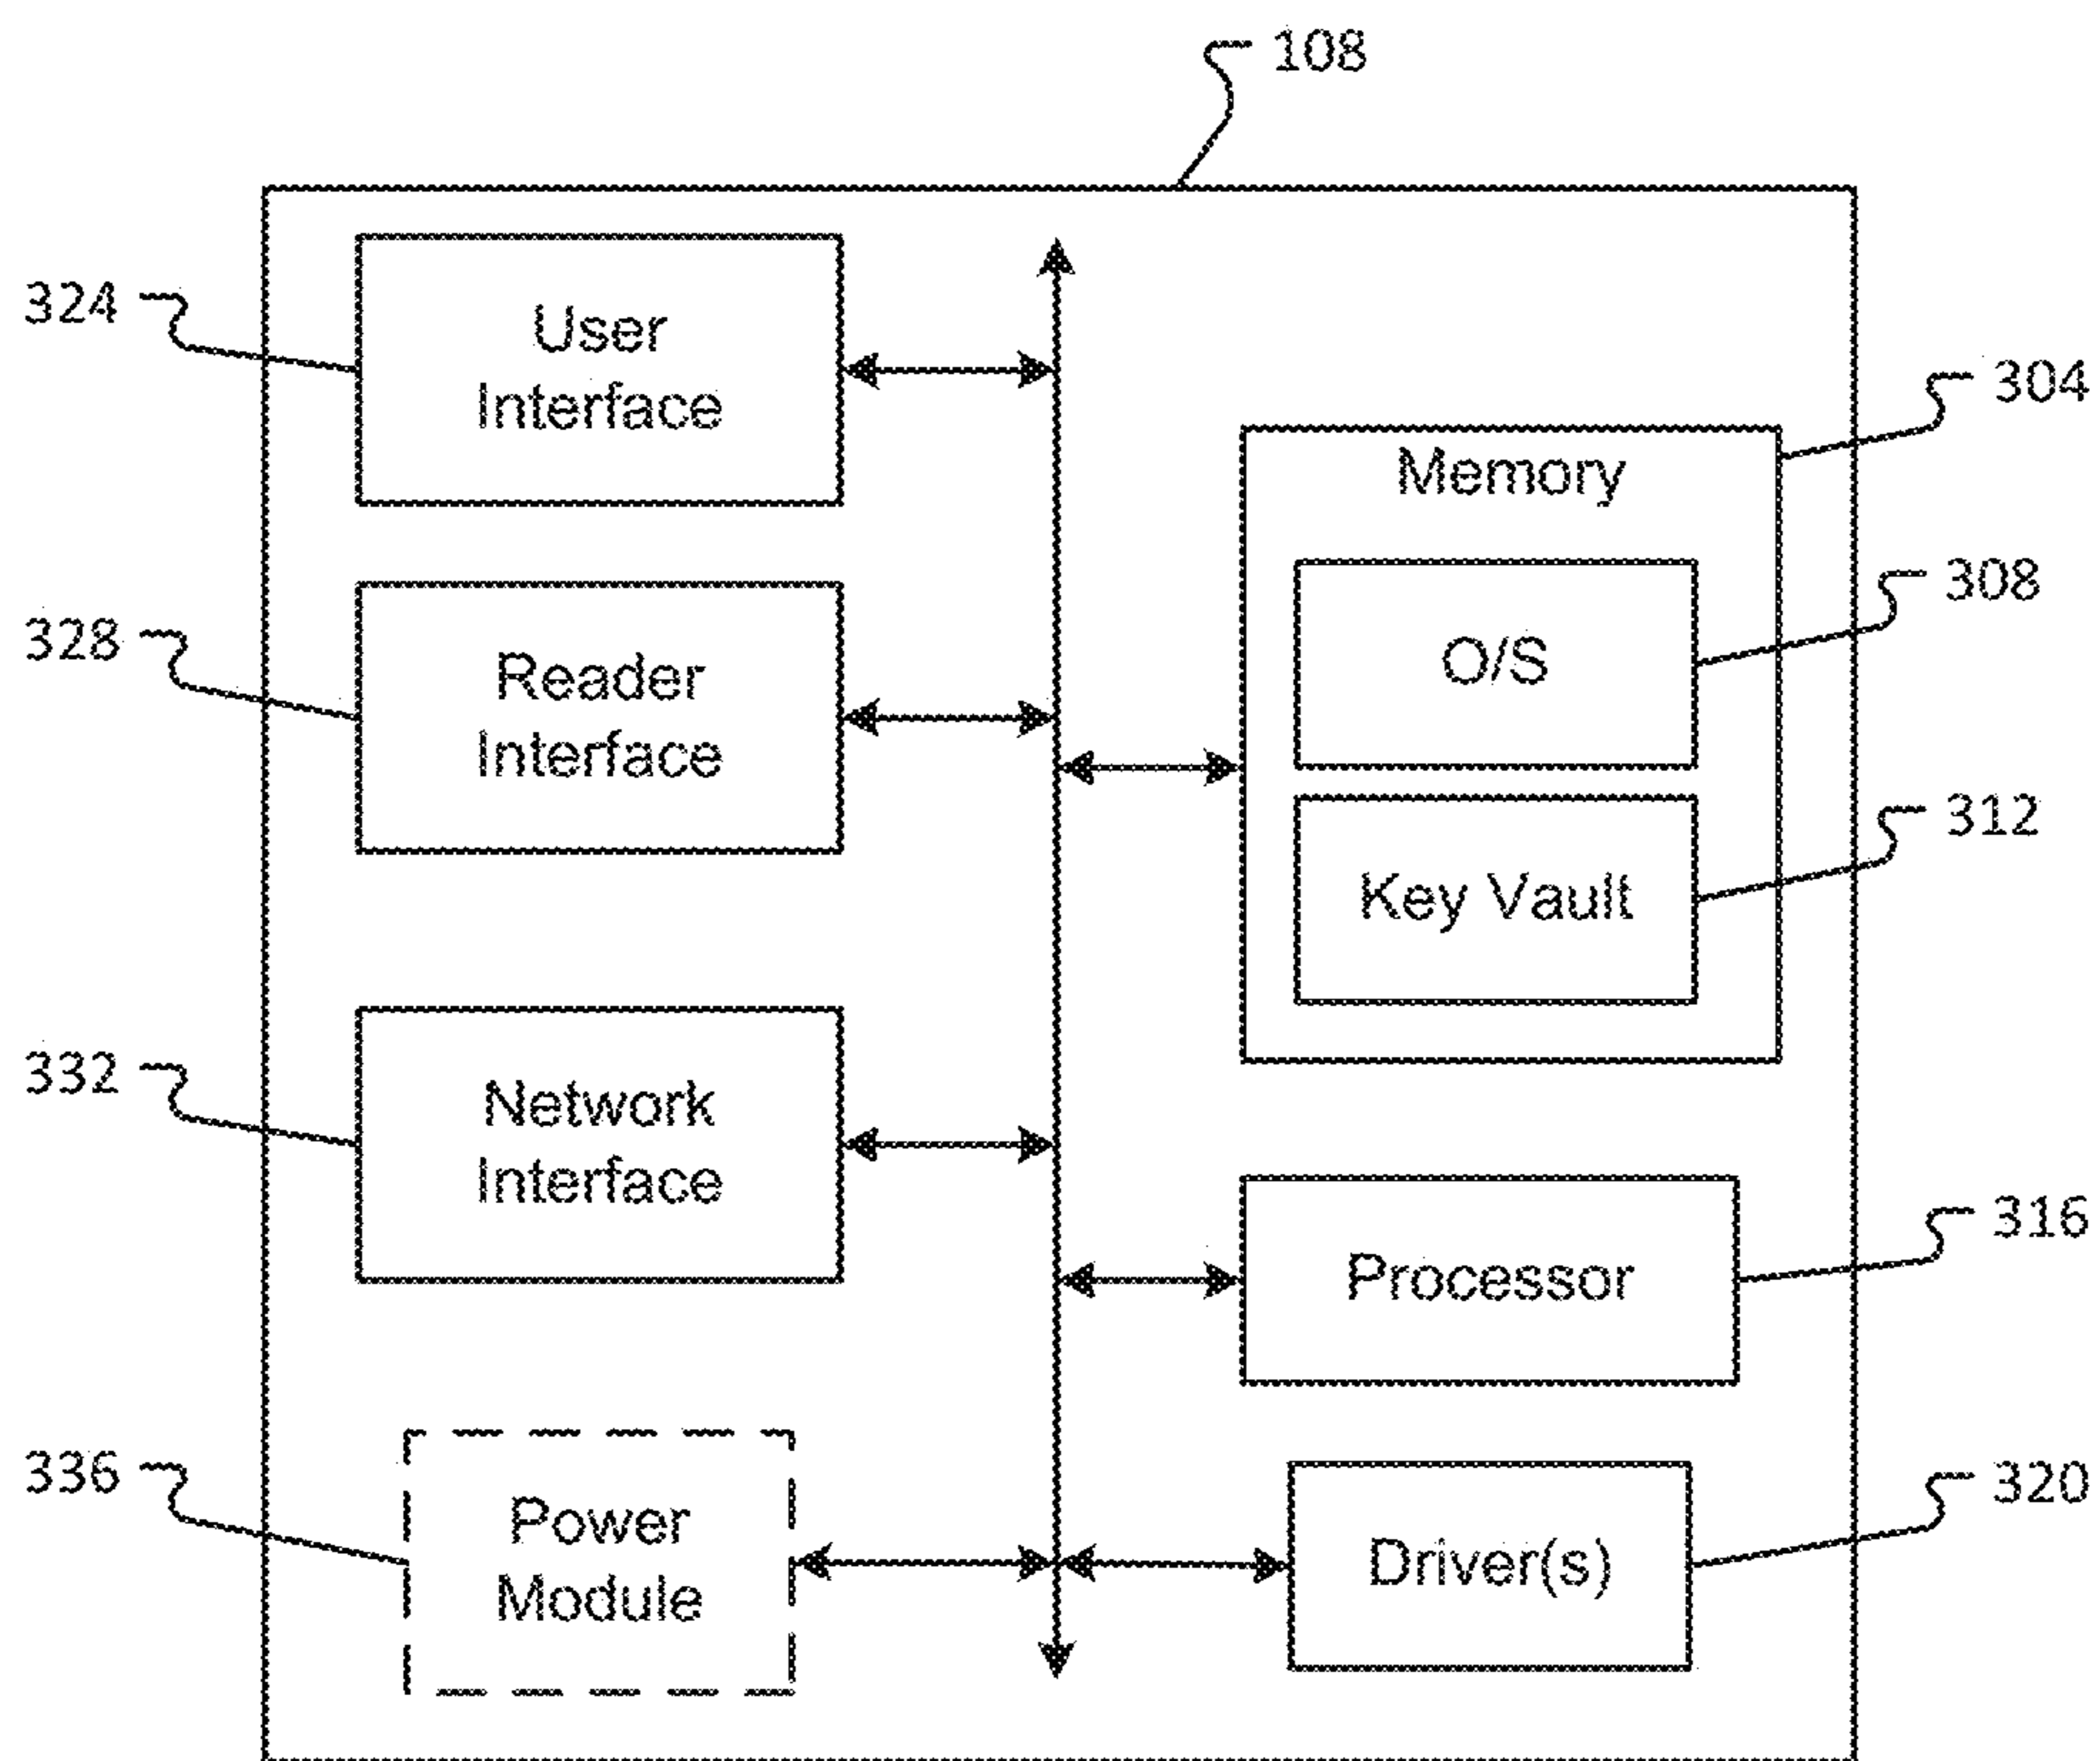 108
324
User
Interface
304
Memory
328
Reader
Interface
308
O/S
312
Key Vault
332
Network
Interface
316
Processor
336
Power
Module
320
Driver(s)